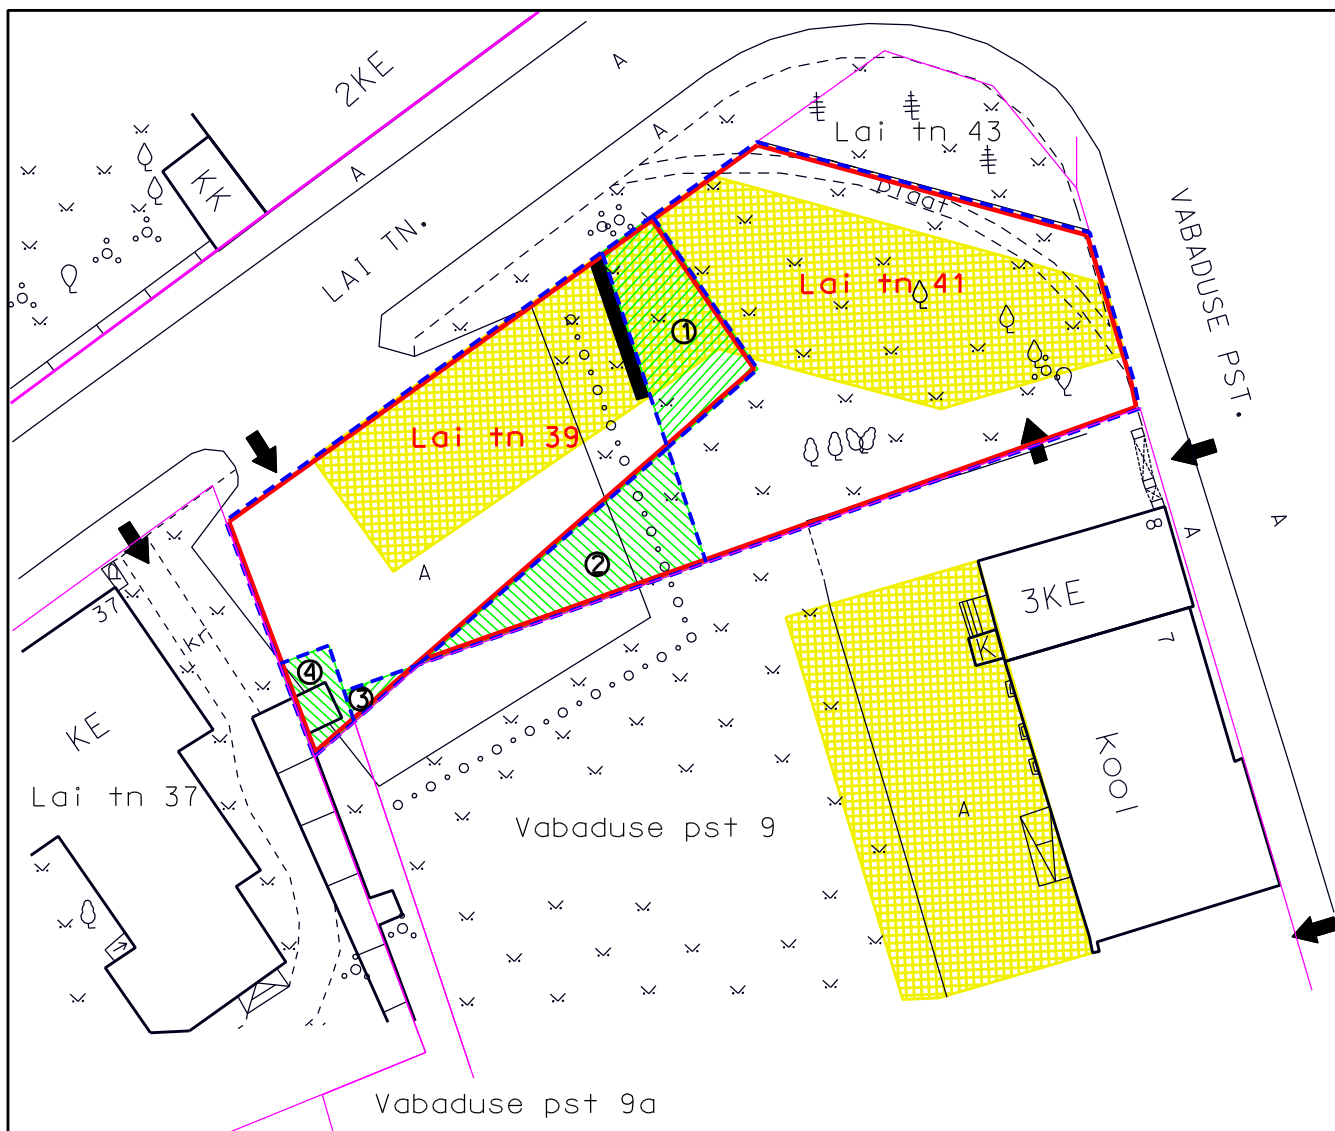 2KE
A
A
A
KK
LAI TN.
Lai tn 43
Plaat
VABADUSE PST.
Lai tn 41
1
Lai tn 39
A
2
A
A
8
3KE
7
K
37
kr
4
3
KE
Lai tn 37
Kool
A
Vabaduse pst 9
Vabaduse pst 9a